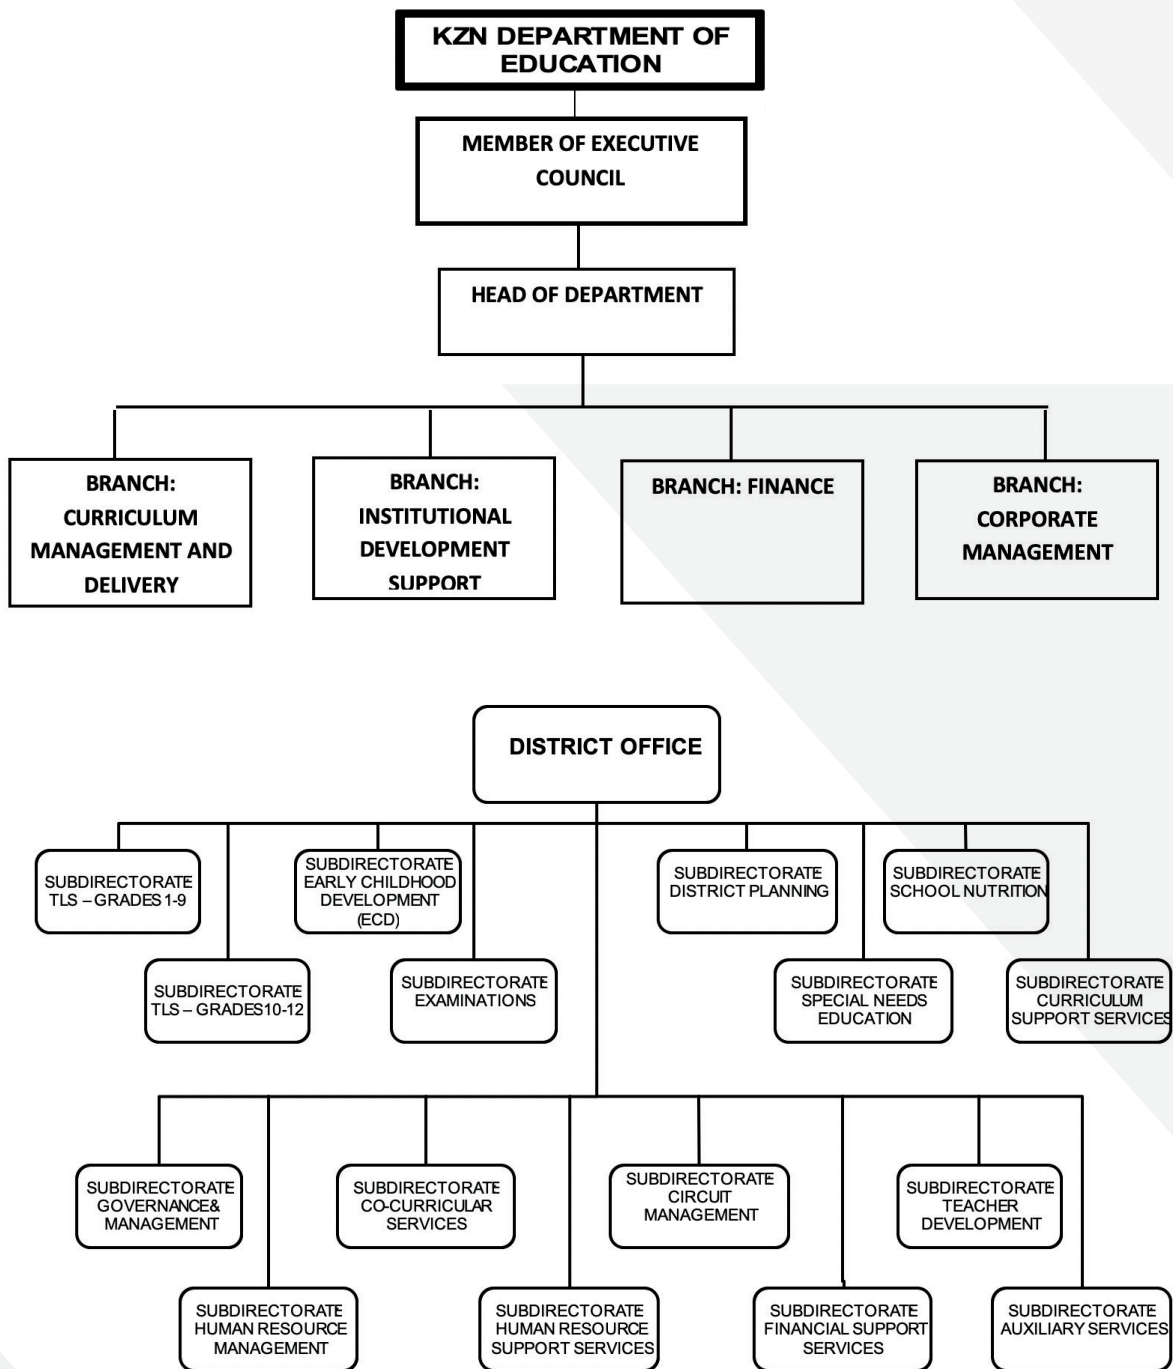 KZN DEPARTMENT OF
EDUCATION
MEMBER OF EXECUTIVE
COUNCIL
HEAD OF DEPARTMENT
BRANCH:
CURRICULUM
MANAGEMENT AND
DELIVERY
BRANCH:
INSTITUTIONAL
DEVELOPMENT
SUPPORT
BRANCH: FINANCE
BRANCH:
CORPORATE
MANAGEMENT
DISTRICT OFFICE
SUBDIRECTORATE
TLS – GRADES 1-9
SUBDIRECTORATE
EARLY CHILDHOOD
DEVELOPMENT
(ECD)
SUBDIRECTORATE
DISTRICT PLANNING
SUBDIRECTORATE
SCHOOL NUTRITION
SUBDIRECTORATE
TLS – GRADES10-12
SUBDIRECTORATE
EXAMINATIONS
SUBDIRECTORATE
SPECIAL NEEDS
EDUCATION
SUBDIRECTORATE
CURRICULUM
SUPPORT SERVICES
SUBDIRECTORATE
GOVERNANCE&
MANAGEMENT
SUBDIRECTORATE
CO-CURRICULAR
SERVICES
SUBDIRECTORATE
CIRCUIT
MANAGEMENT
SUBDIRECTORATE
TEACHER
DEVELOPMENT
SUBDIRECTORATE
HUMAN RESOURCE
MANAGEMENT
SUBDIRECTORATE
HUMAN RESOURCE
SUPPORT SERVICES
SUBDIRECTORATE
FINANCIAL SUPPORT
SERVICES
SUBDIRECTORATE
AUXILIARY SERVICES